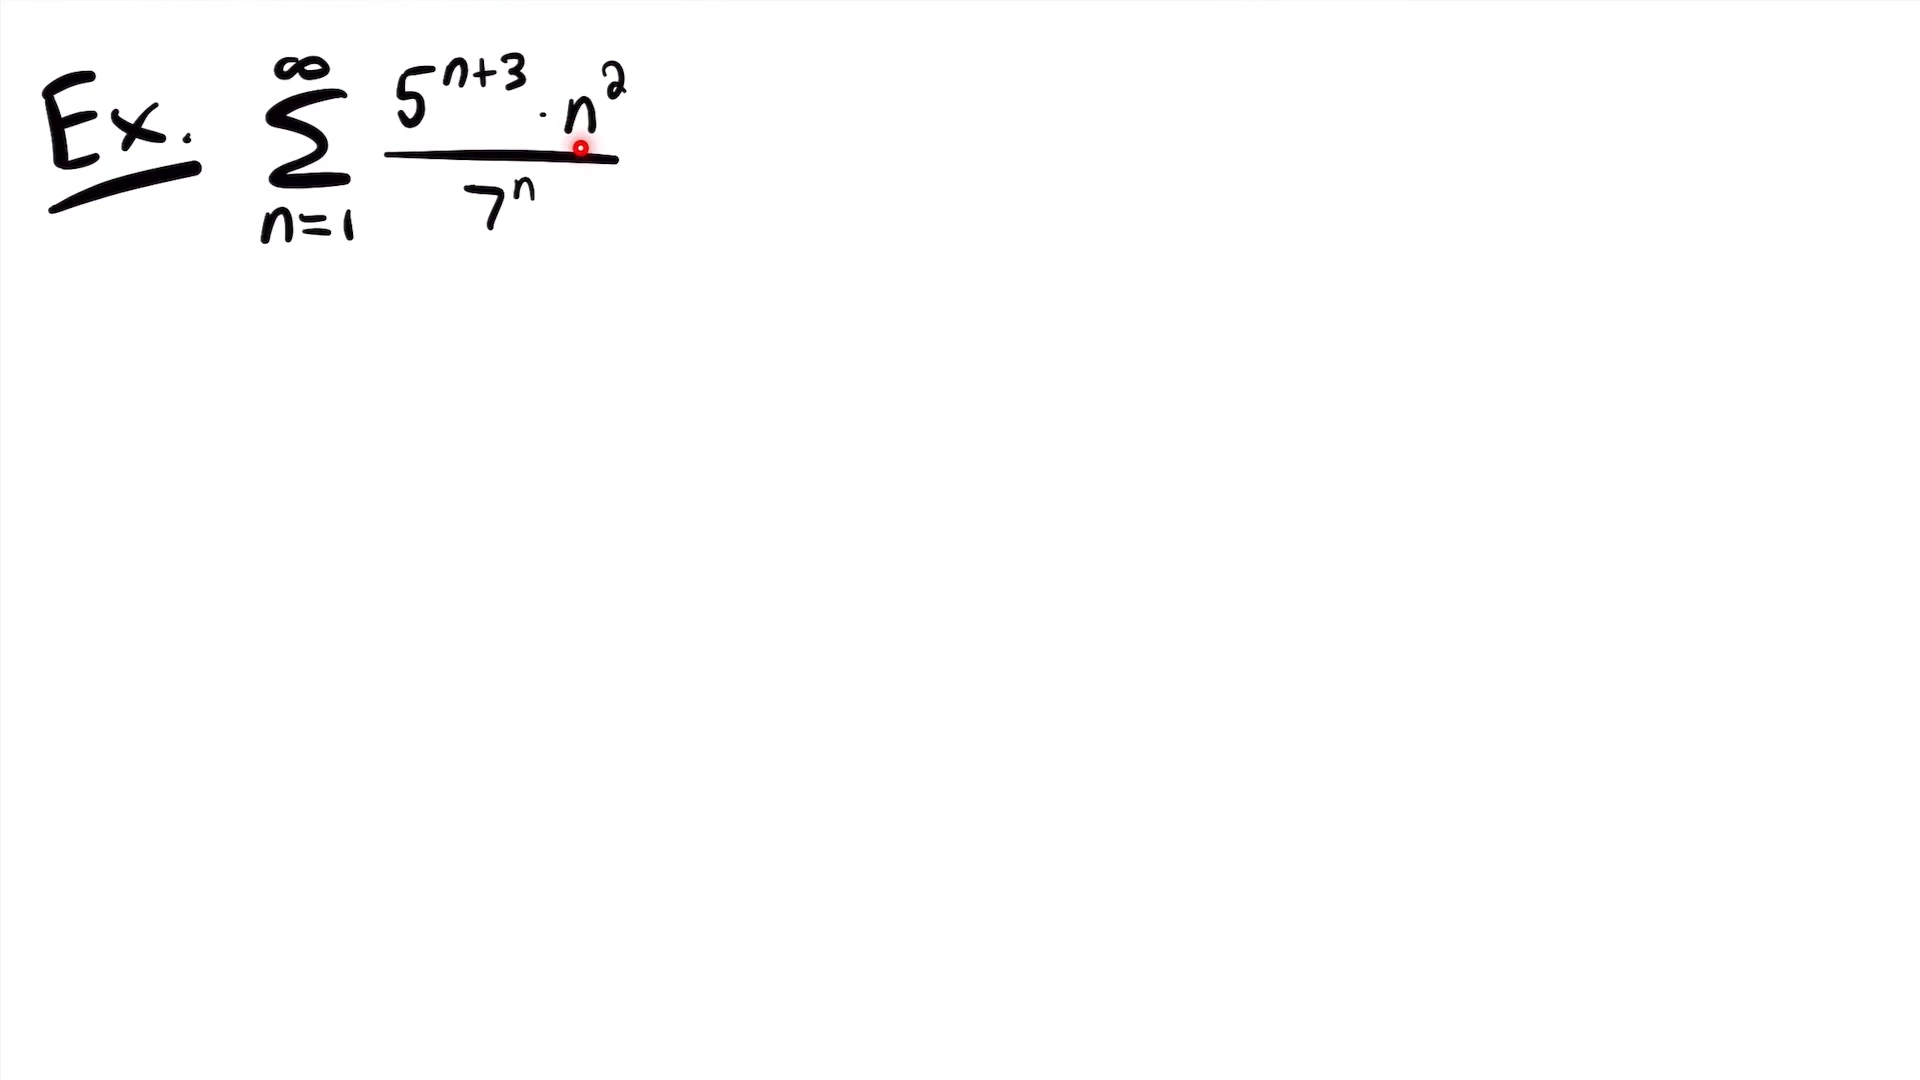 Ex. ∞
∑ 5^{n+3} · n^2
n=1 7^n